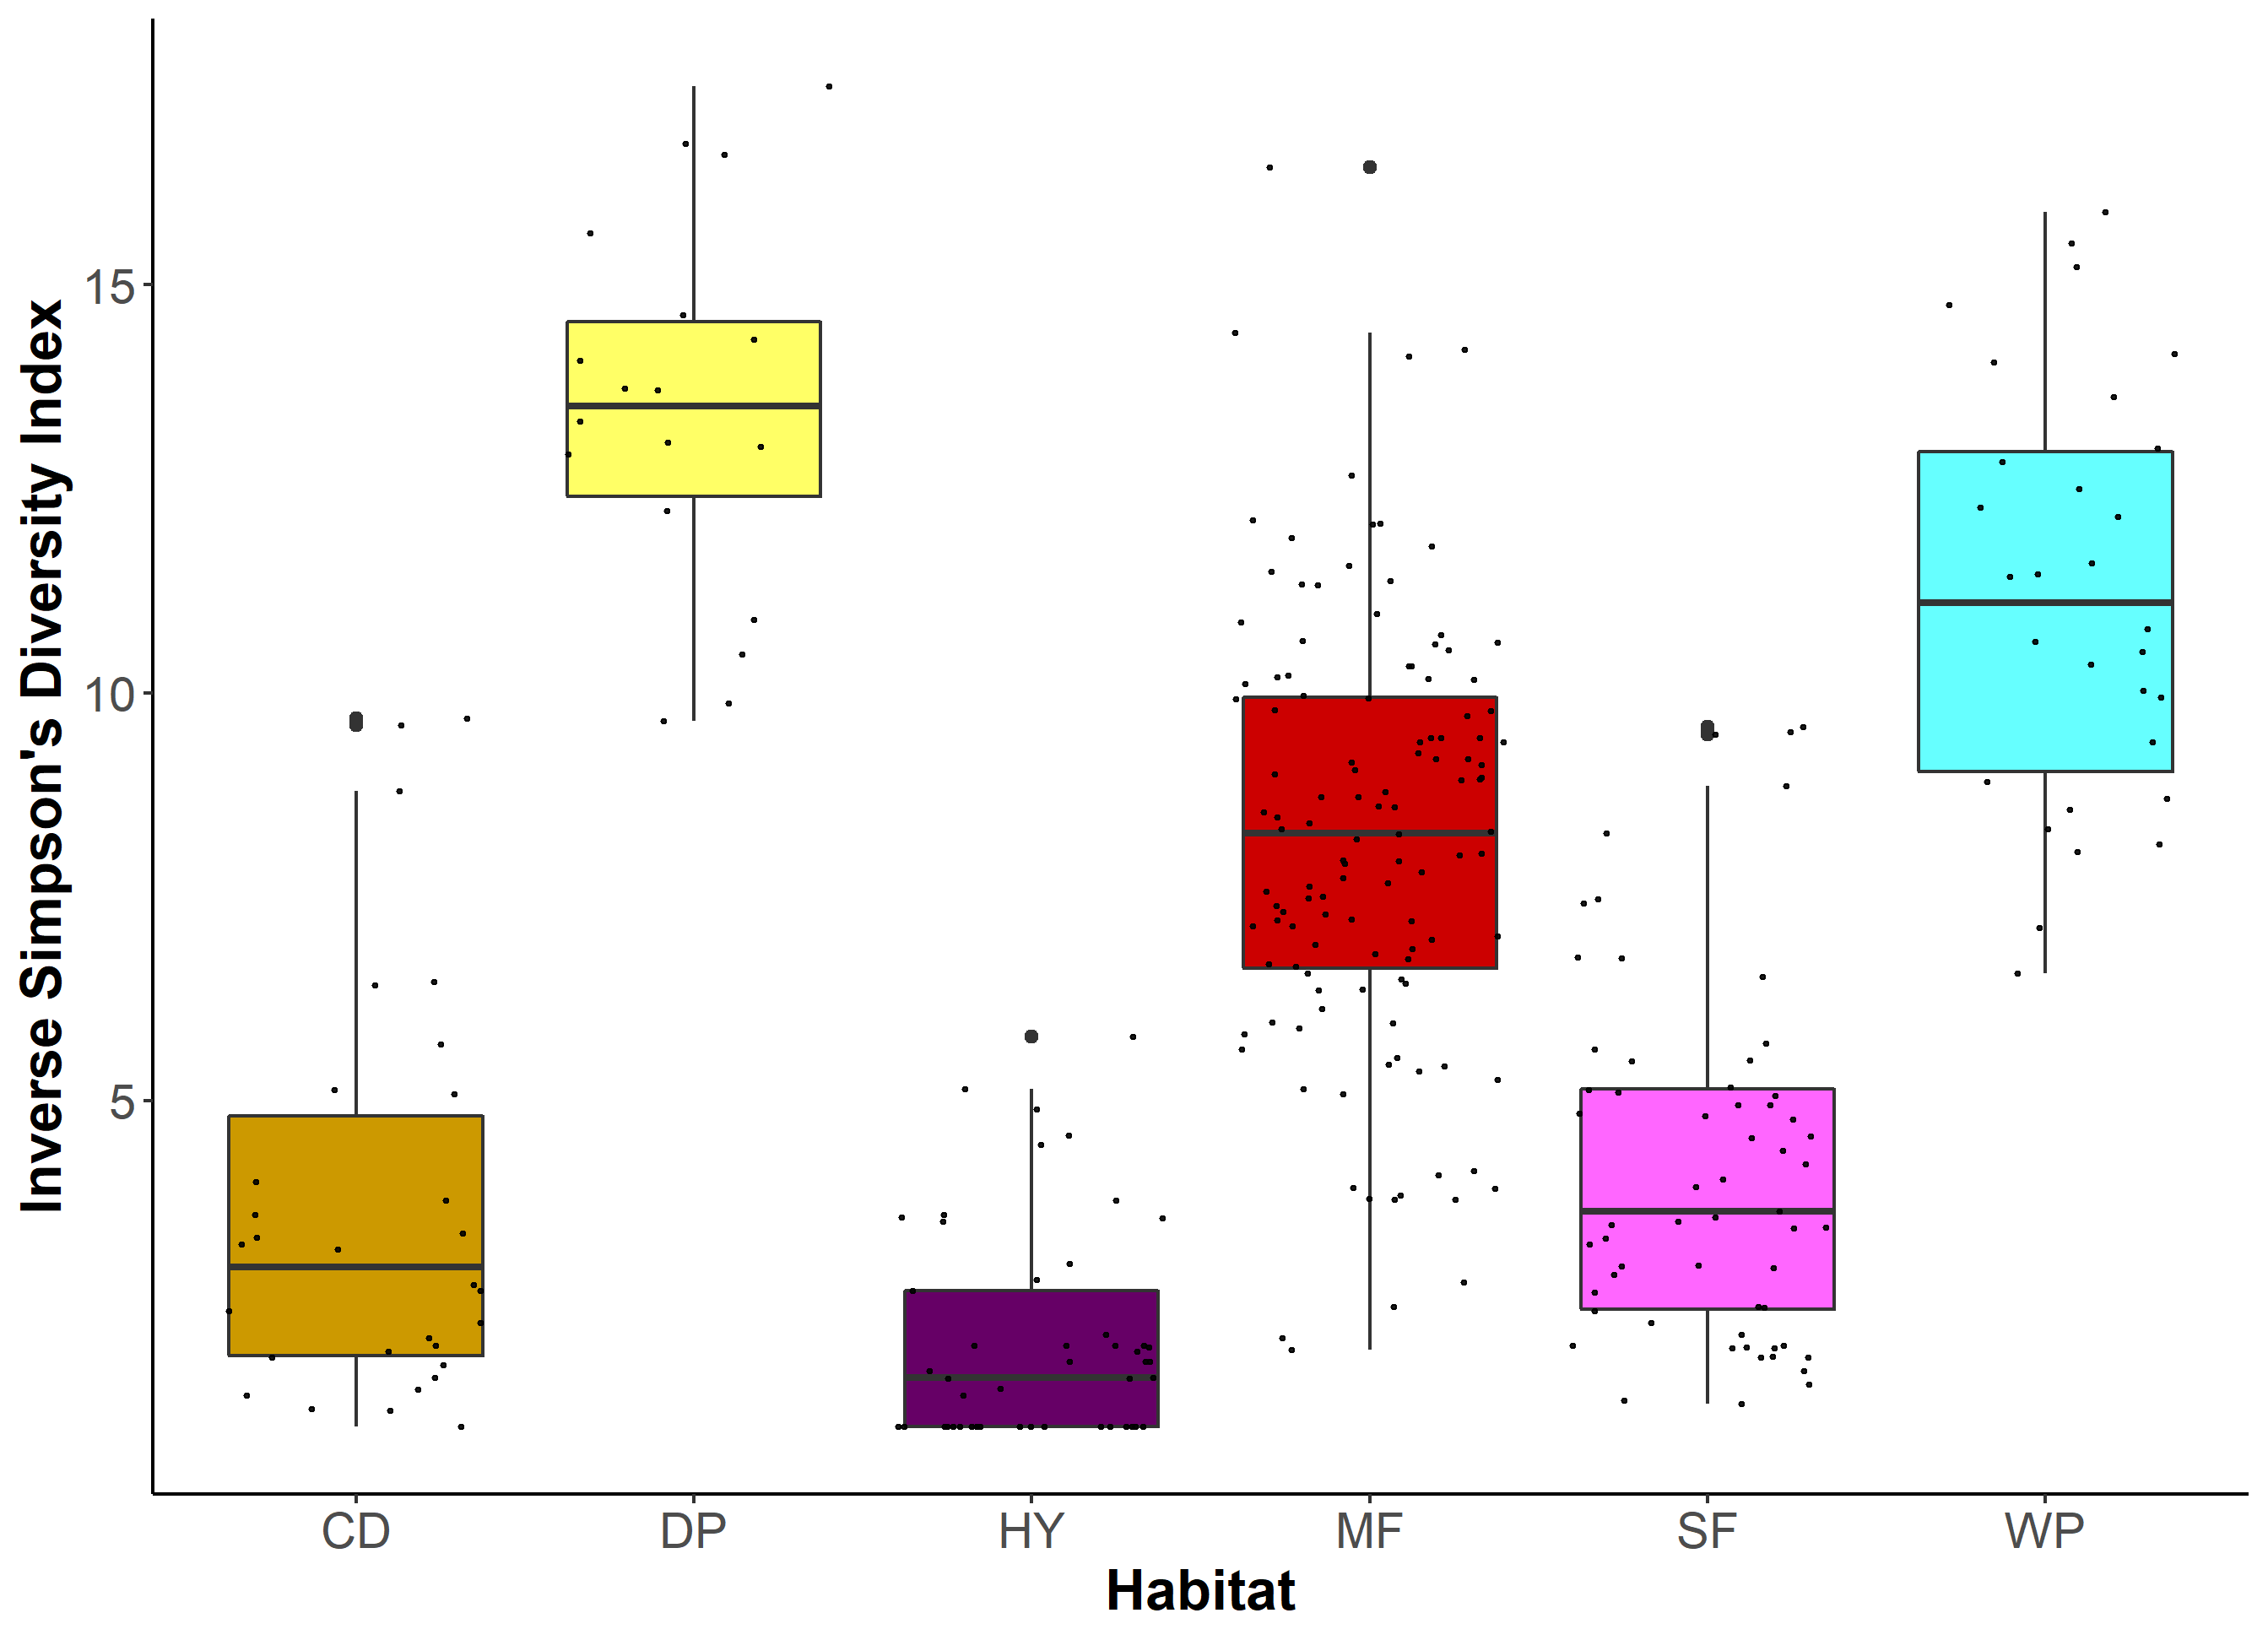 Inverse Simpson's Diversity Index
15
10
5
CD DP HY MF SF WP
Habitat